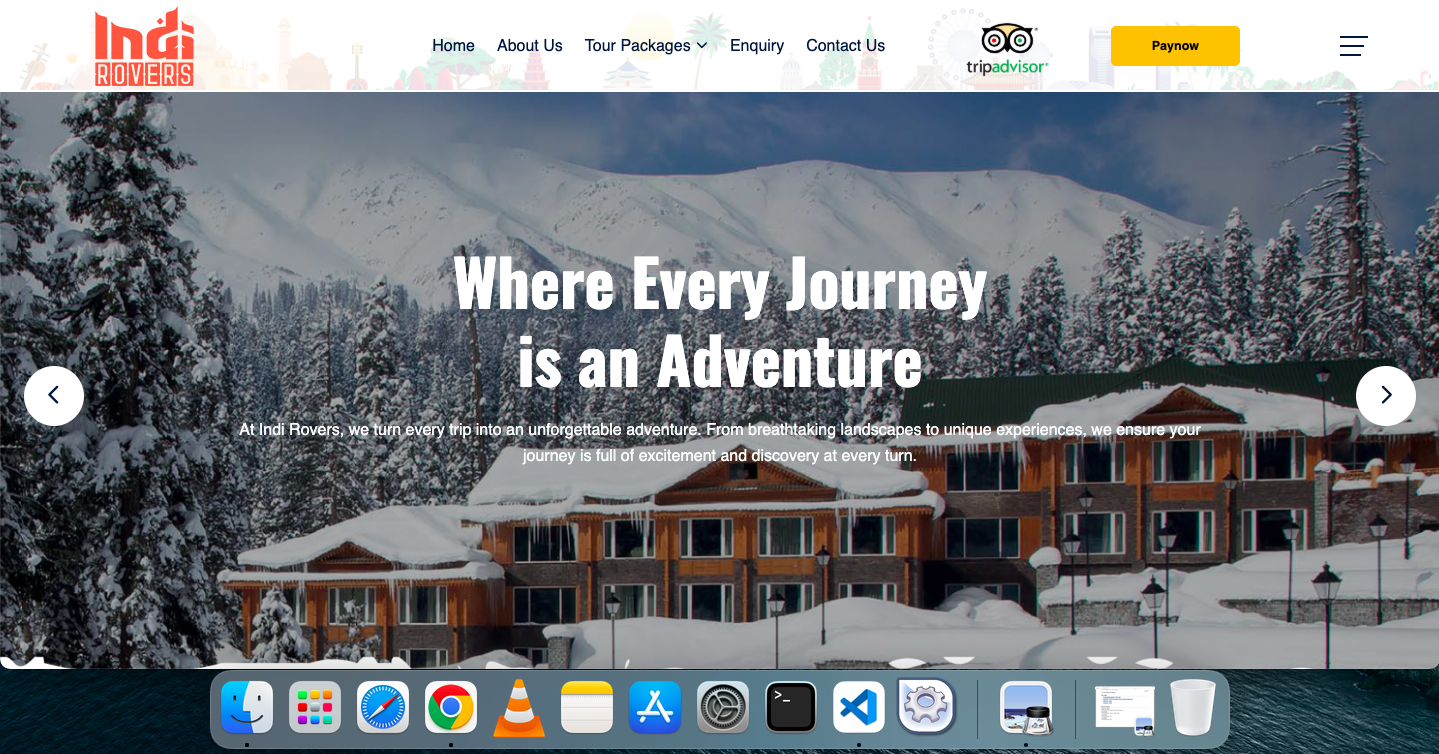 Indi
ROVERS
Home
About Us
Tour Packages
Enquiry
Contact Us
tripadvisor®
Paynow
Where Every Journey
is an Adventure
At Indi Rovers, we turn every trip into an unforgettable adventure. From breathtaking landscapes to unique experiences, we ensure your
journey is full of excitement and discovery at every turn.
>_